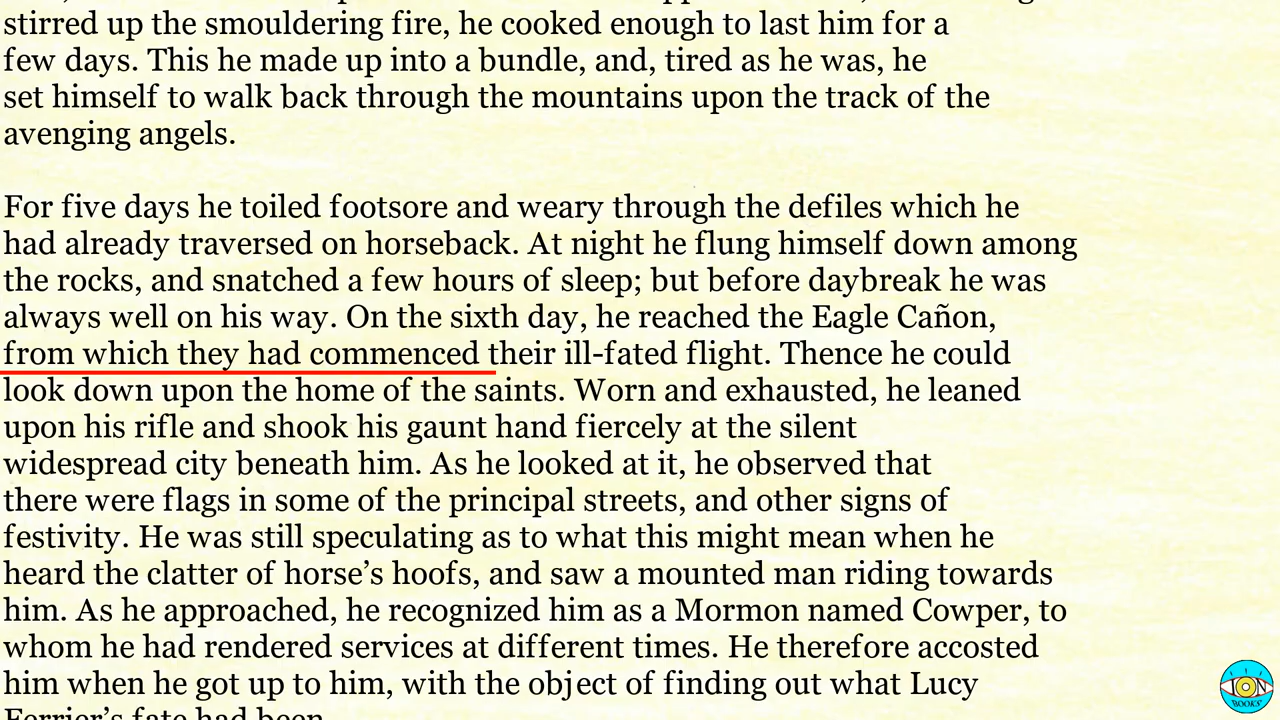 stirred up the smouldering fire, he cooked enough to last him for a
few days. This he made up into a bundle, and, tired as he was, he
set himself to walk back through the mountains upon the track of the
avenging angels.
For five days he toiled footsore and weary through the defiles which he
had already traversed on horseback. At night he flung himself down among
the rocks, and snatched a few hours of sleep; but before daybreak he was
always well on his way. On the sixth day, he reached the Eagle Cañon,
from which they had commenced their ill-fated flight. Thence he could
look down upon the home of the saints. Worn and exhausted, he leaned
upon his rifle and shook his gaunt hand fiercely at the silent
widespread city beneath him. As he looked at it, he observed that
there were flags in some of the principal streets, and other signs of
festivity. He was still speculating as to what this might mean when he
heard the clatter of horse’s hoofs, and saw a mounted man riding towards
him. As he approached, he recognized him as a Mormon named Cowper, to
whom he had rendered services at different times. He therefore accosted
him when he got up to him, with the object of finding out what Lucy
Ferrier’s fate had been.
ION
BOOKS